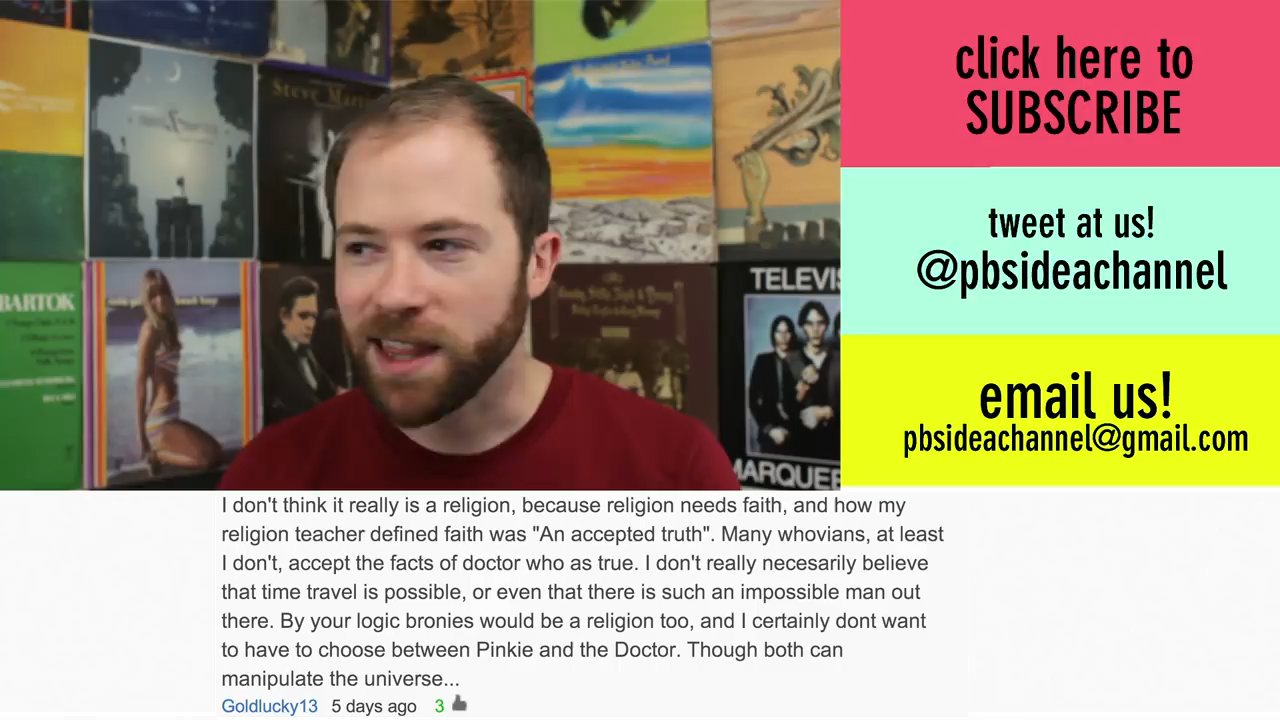 click here to
SUBSCRIBE
tweet at us!
@pbsideachannel
email us!
pbsideachannel@gmail.com
Steve Mart
BARTOK
TELEVIS
MARQUEE
I don't think it really is a religion, because religion needs faith, and how my
religion teacher defined faith was "An accepted truth". Many whovians, at least
I don't, accept the facts of doctor who as true. I don't really necesarily believe
that time travel is possible, or even that there is such an impossible man out
there. By your logic bronies would be a religion too, and I certainly dont want
to have to choose between Pinkie and the Doctor. Though both can
manipulate the universe...
Goldlucky13 5 days ago 3